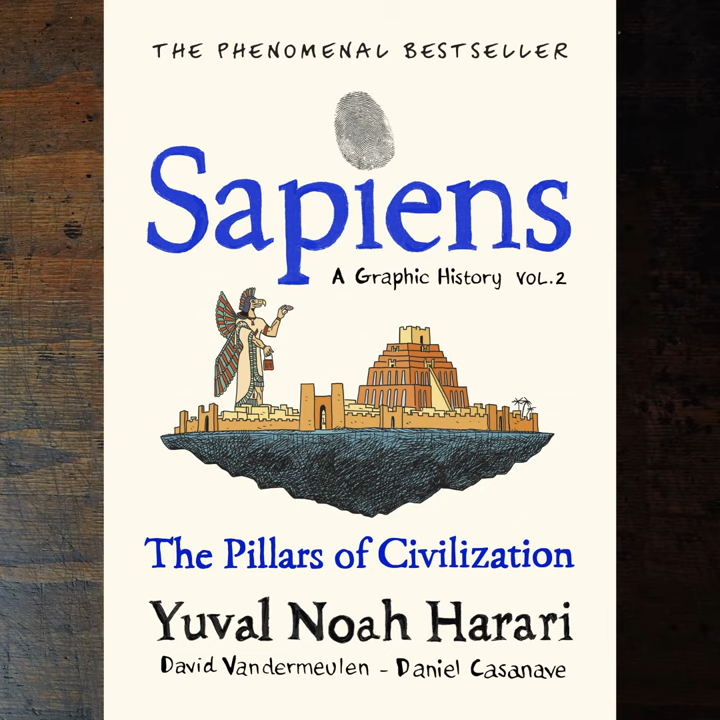 THE PHENOMENAL BESTSELLER
Sapiens
A Graphic History VOL.2
The Pillars of Civilization
Yuval Noah Harari
David Vandermeulen - Daniel Casanave